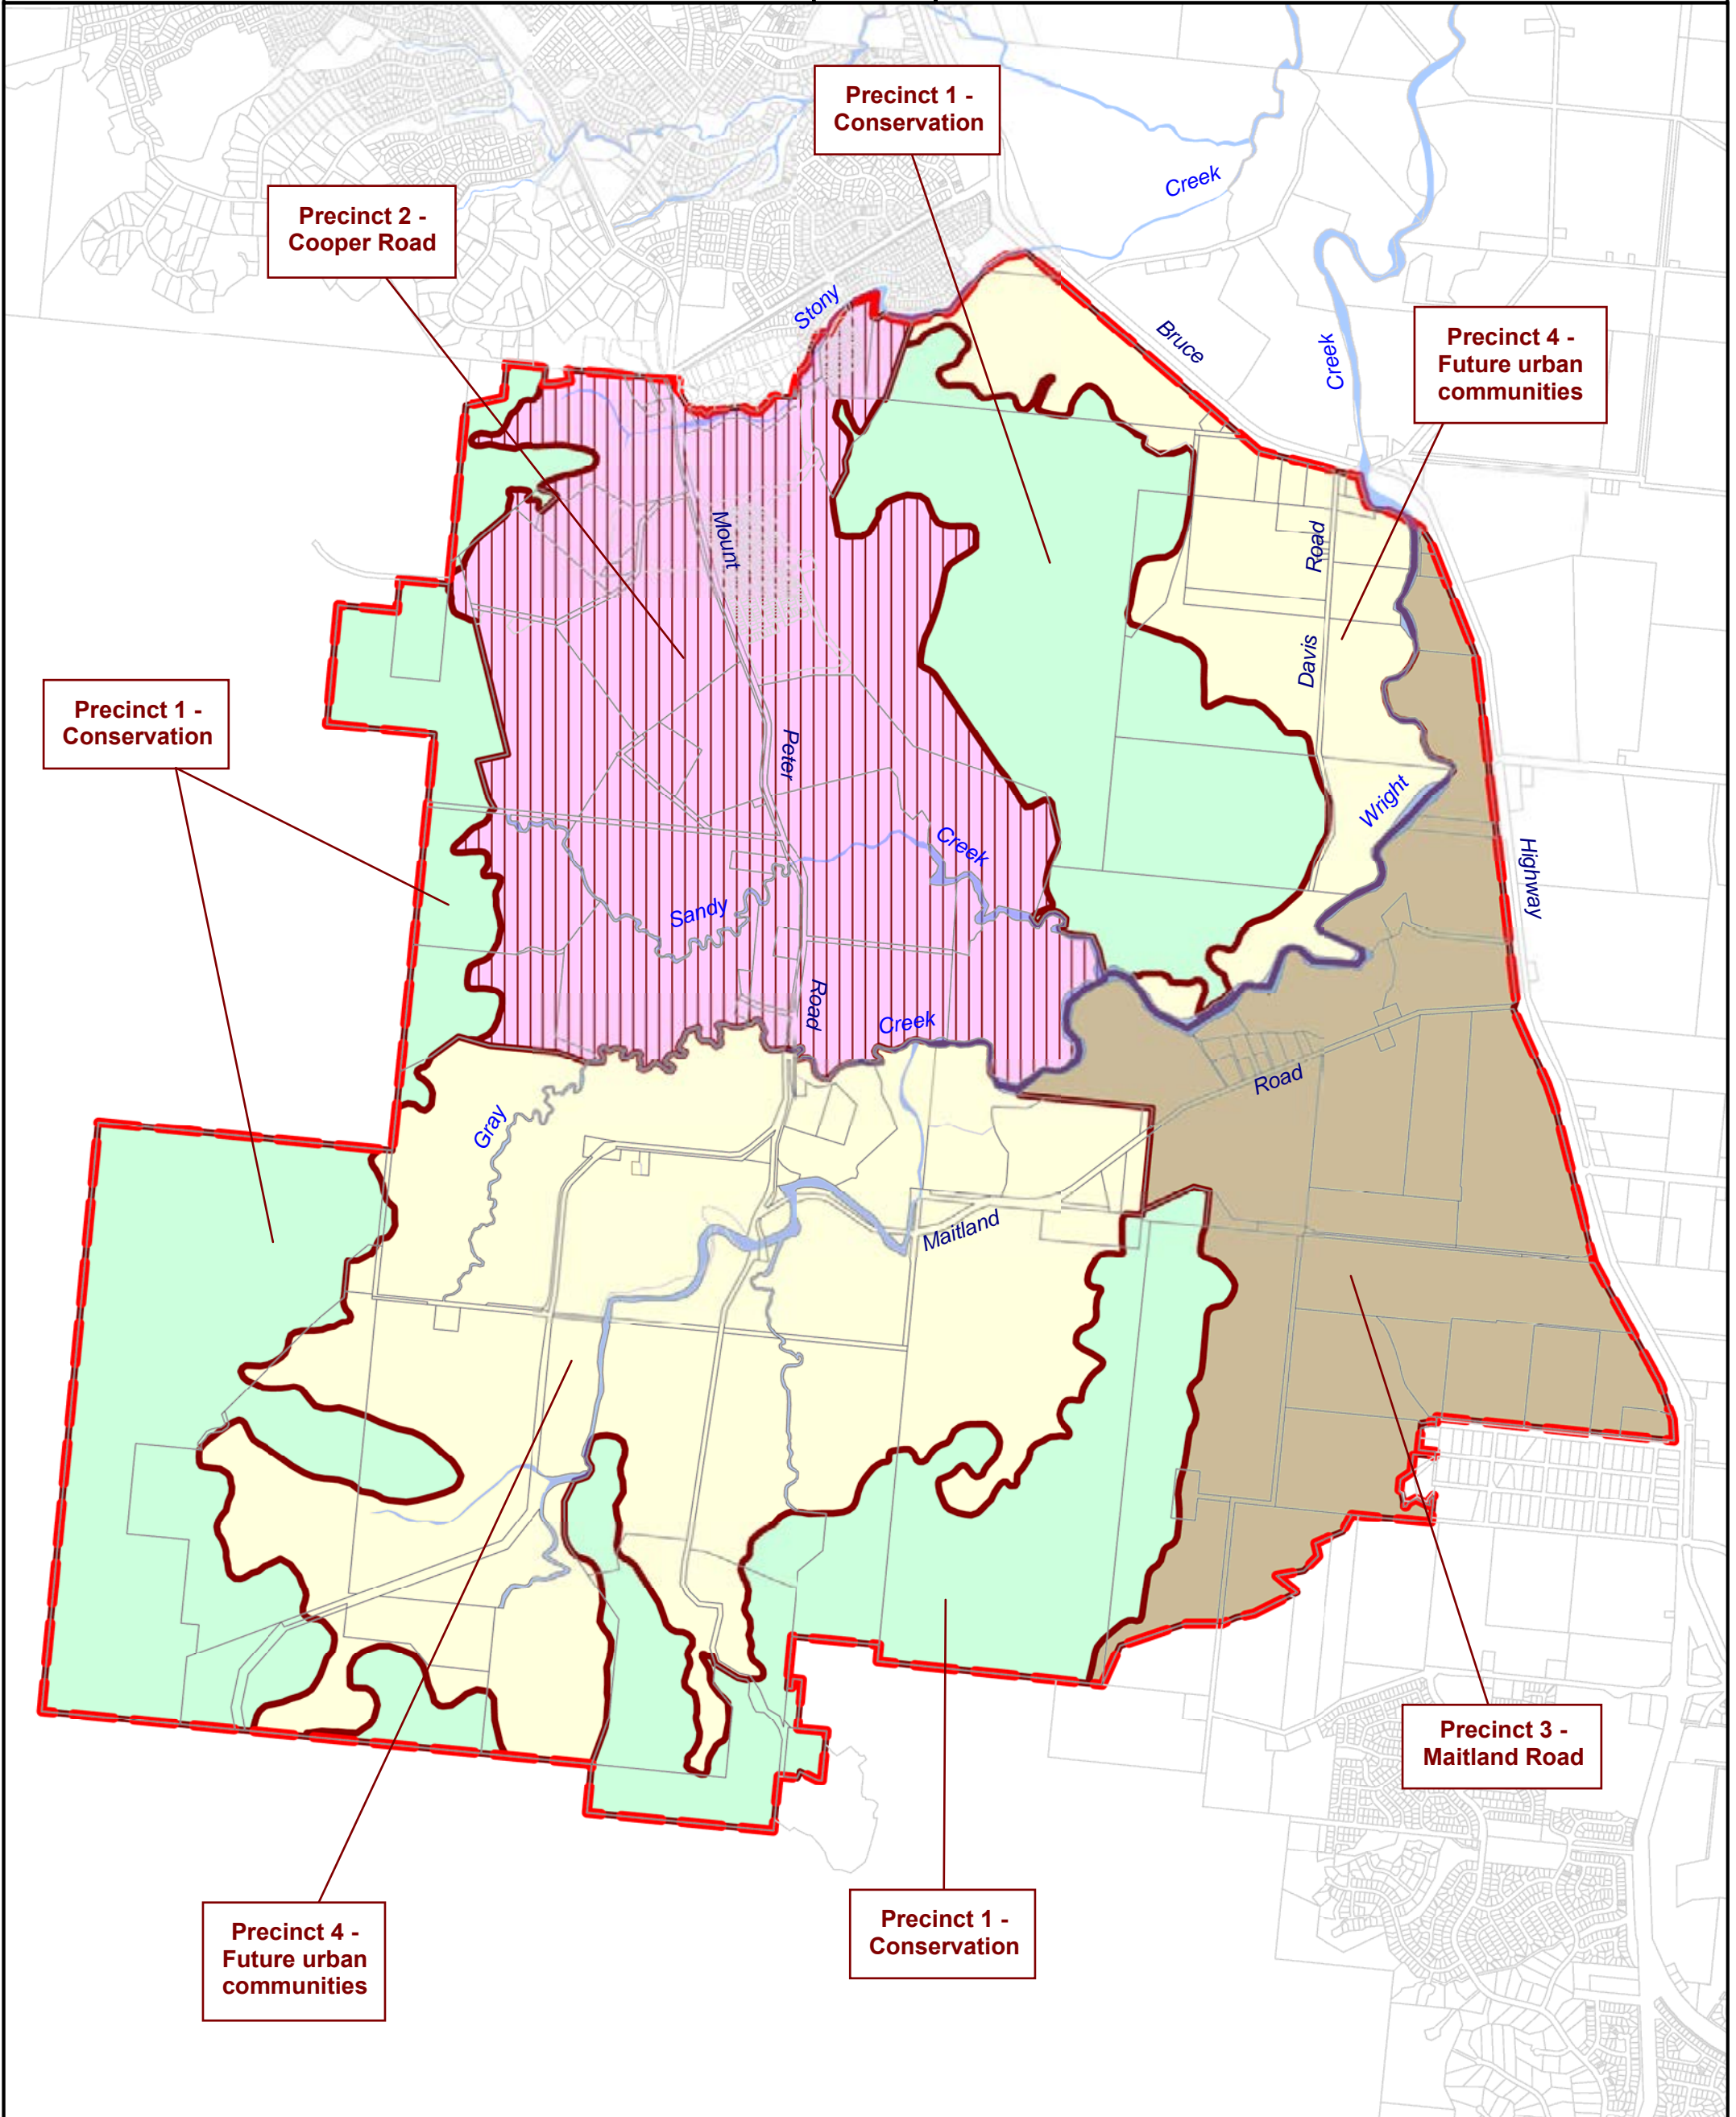 Precinct 1 -
Conservation
Creek
Precinct 2 -
Cooper Road
Stony
Bruce
Creek
Precinct 4 -
Future urban
communities
Mount
Road
Davis
Precinct 1 -
Conservation
Peter
Wright
Creek
Highway
Sandy
Road
Creek
Road
Gray
Maitland
Precinct 3 -
Maitland Road
Precinct 1 -
Conservation
Precinct 4 -
Future urban
communities